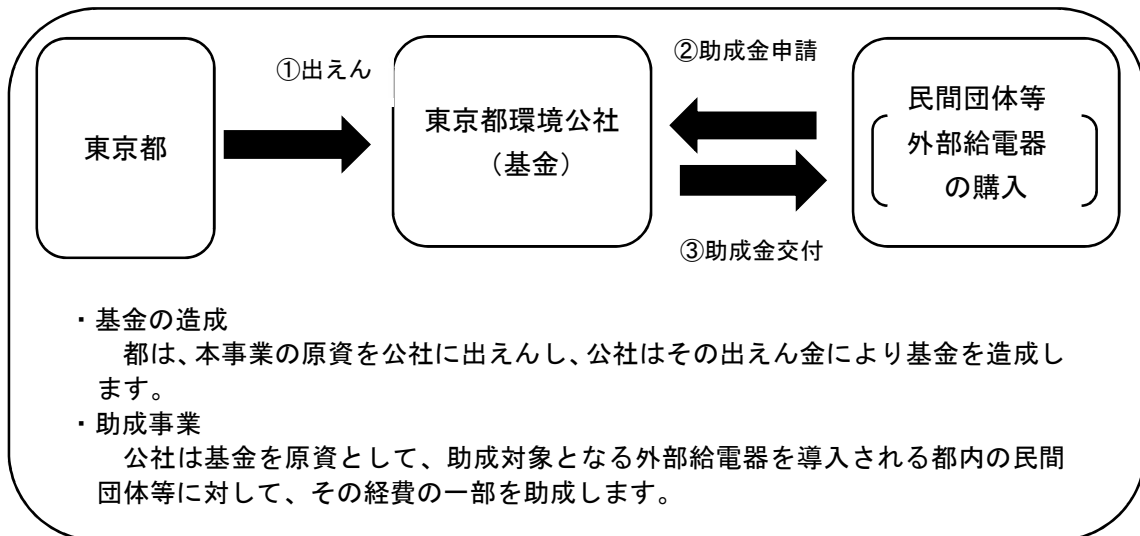 ①出えん
②助成金申請
東京都
東京都環境公社
（基金）
民間団体等
外部給電器
の購入
③助成金交付
・基金の造成
都は、本事業の原資を公社に出えんし、公社はその出えん金により基金を造成し
ます。
・助成事業
公社は基金を原資として、助成対象となる外部給電器を導入される都内の民間
団体等に対して、その経費の一部を助成します。